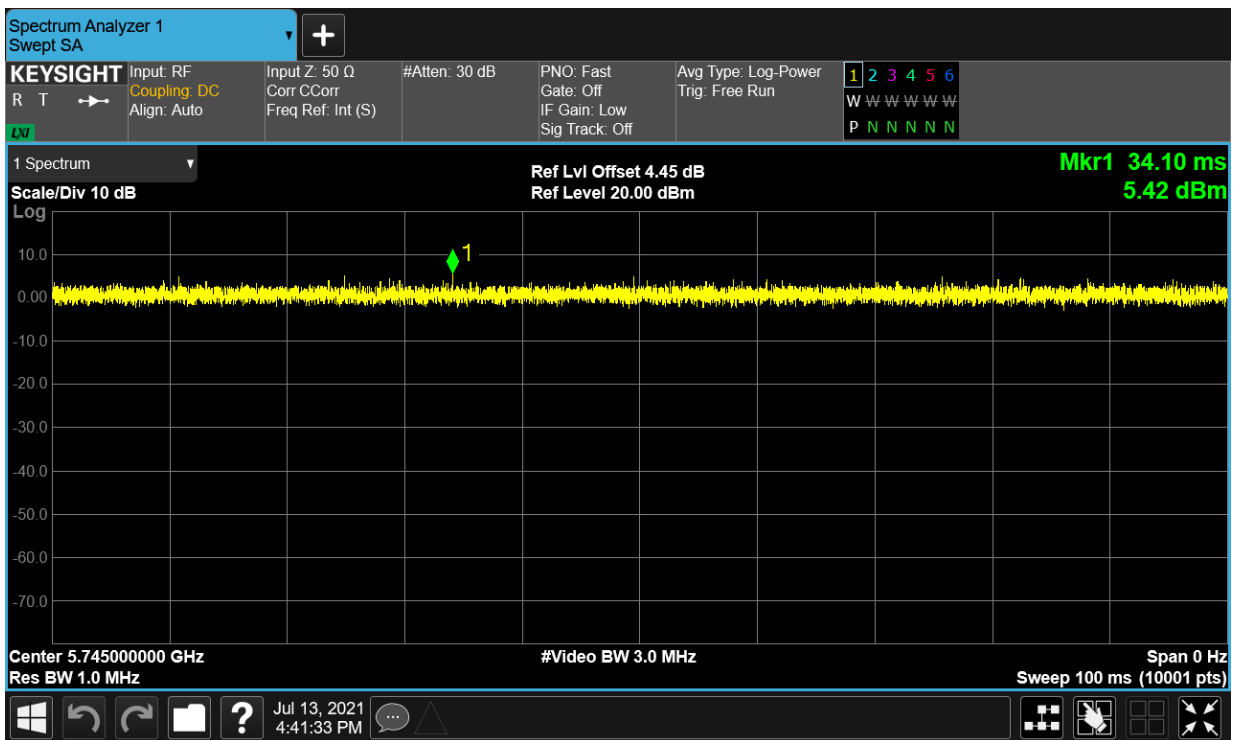 Spectrum Analyzer 1
Swept SA
KEYSIGHT
R T
LXI
Input: RF
Coupling: DC
Align: Auto
Input Z: 50 Ω
Corr CCorr
Freq Ref: Int (S)
#Atten: 30 dB
PNO: Fast
Gate: Off
IF Gain: Low
Sig Track: Off
Avg Type: Log-Power
Trig: Free Run
1 2 3 4 5 6
W W W W W W
P N N N N N
1 Spectrum
Scale/Div 10 dB
Log
Ref Lvl Offset 4.45 dB
Ref Level 20.00 dBm
Mkr1 34.10 ms
5.42 dBm
1
10.0
0.00
-10.0
-20.0
-30.0
-40.0
-50.0
-60.0
-70.0
Center 5.745000000 GHz
Res BW 1.0 MHz
#Video BW 3.0 MHz
Span 0 Hz
Sweep 100 ms (10001 pts)
?
Jul 13, 2021
4:41:33 PM